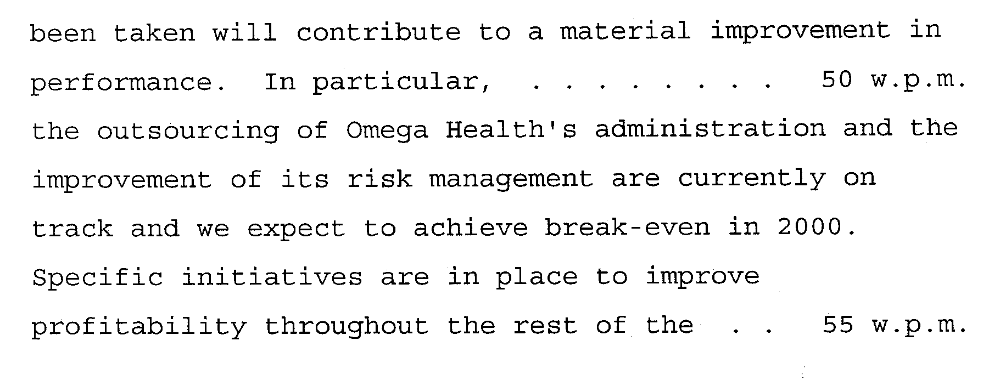 been taken will contribute to a material improvement in
performance.  In particular, . . . . . . . .  50 w.p.m.
the outsourcing of Omega Health's administration and the
improvement of its risk management are currently on
track and we expect to achieve break-even in 2000.
Specific initiatives are in place to improve
profitability throughout the rest of the . .  55 w.p.m.